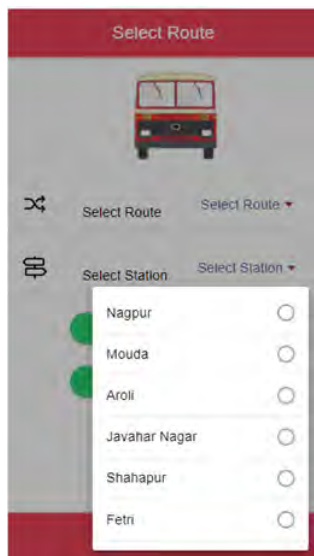 Select Route
Select Route
Select Route
Select Station
Select Station
Nagpur
Mouda
Aroli
Javahar Nagar
Shahapur
Fetri